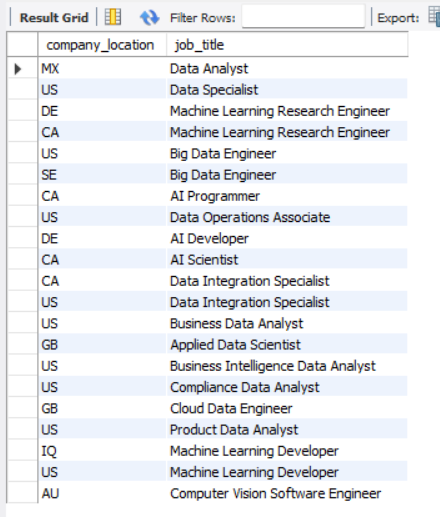 Result Grid Filter Rows: Export:
company_location job_title
MX Data Analyst
US Data Specialist
DE Machine Learning Research Engineer
CA Machine Learning Research Engineer
US Big Data Engineer
SE Big Data Engineer
CA AI Programmer
US Data Operations Associate
DE AI Developer
CA AI Scientist
CA Data Integration Specialist
US Data Integration Specialist
US Business Data Analyst
GB Applied Data Scientist
US Business Intelligence Data Analyst
US Compliance Data Analyst
GB Cloud Data Engineer
US Product Data Analyst
IQ Machine Learning Developer
US Machine Learning Developer
AU Computer Vision Software Engineer